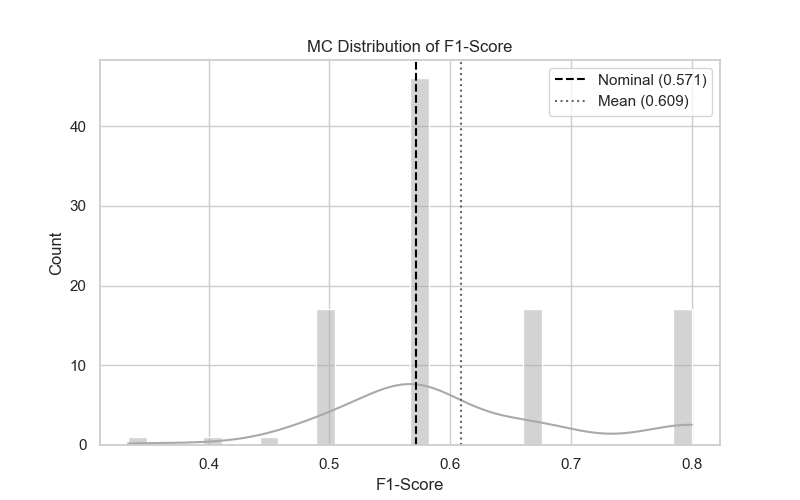 MC Distribution of F1-Score
Nominal (0.571)
Mean (0.609)
Count
40
30
20
10
0
0.4 0.5 0.6 0.7 0.8
F1-Score